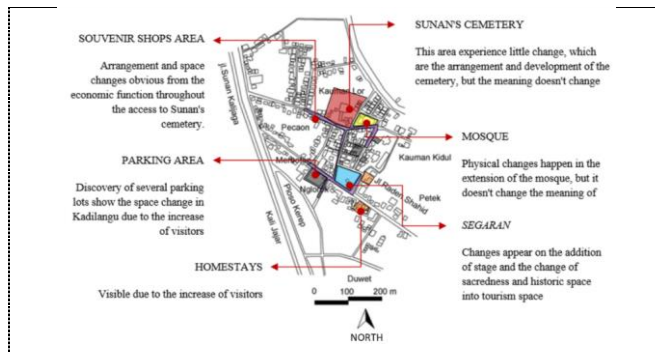 SOUVENIR SHOPS AREA
Arrangement and space
changes obvious from the
economic function throughout
the access to Sunan's
cemetery.
PARKING AREA
Discovery of several parking
lots show the space change in
Kadilangu due to the increase
of visitors
HOMESTAYS
Visible due to the increase of visitors
jl.Sunan Kalijaga
Kauman Lor
Pecaon
Kauman Kidul
jl.Raden Shahid
Petek
Kali Jajar
Duwet
0 100 200 m
NORTH
SUNAN'S CEMETERY
This area experience little change, which
are the arrangement and development of the
cemetery, but the meaning doesn't change
MOSQUE
Physical changes happen in the
extension of the mosque, but it
doesn't change the meaning of
SEGARAN
Changes appear on the addition
of stage and the change of
sacredness and historic space
into tourism space